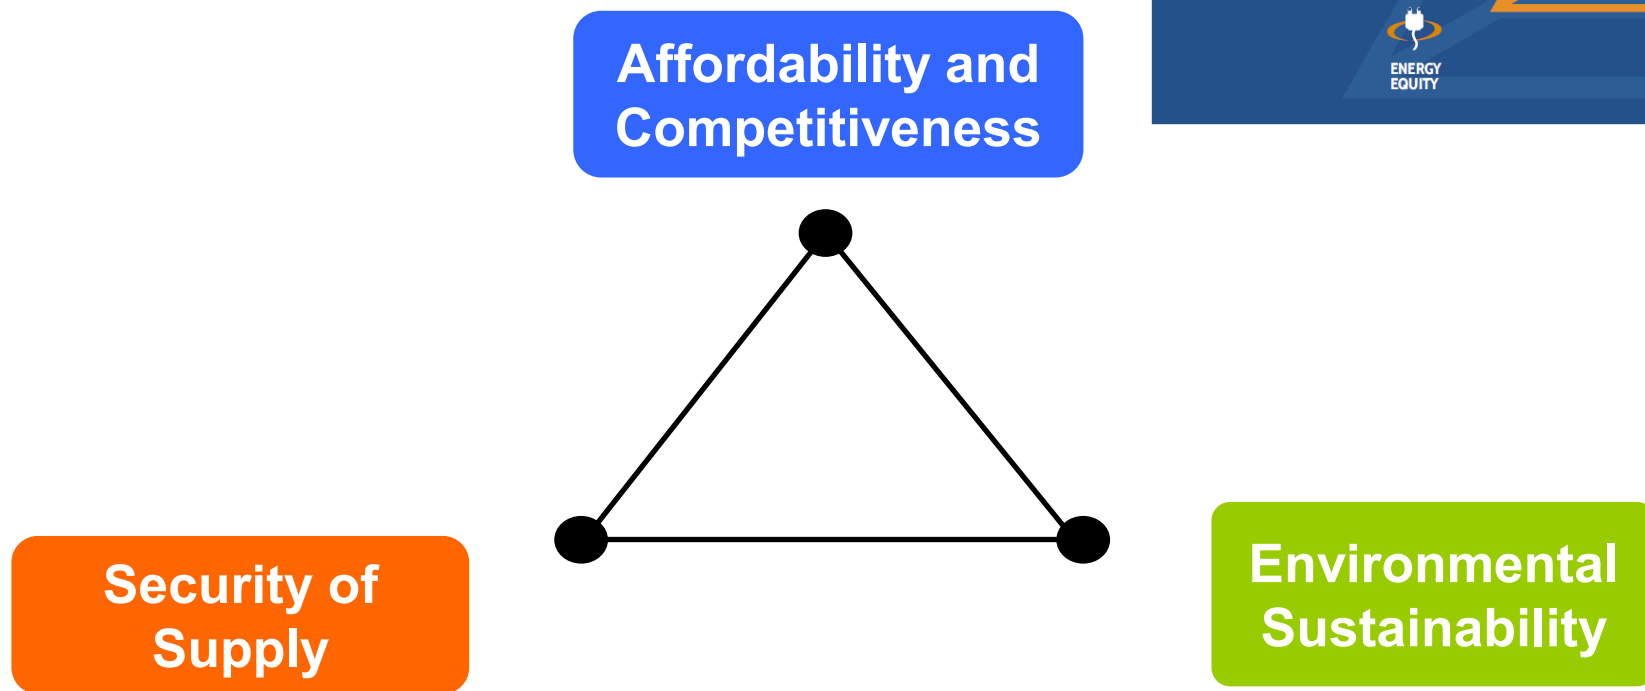 Affordability and
Competitiveness
ENERGY
EQUITY
Security of
Supply
Environmental
Sustainability